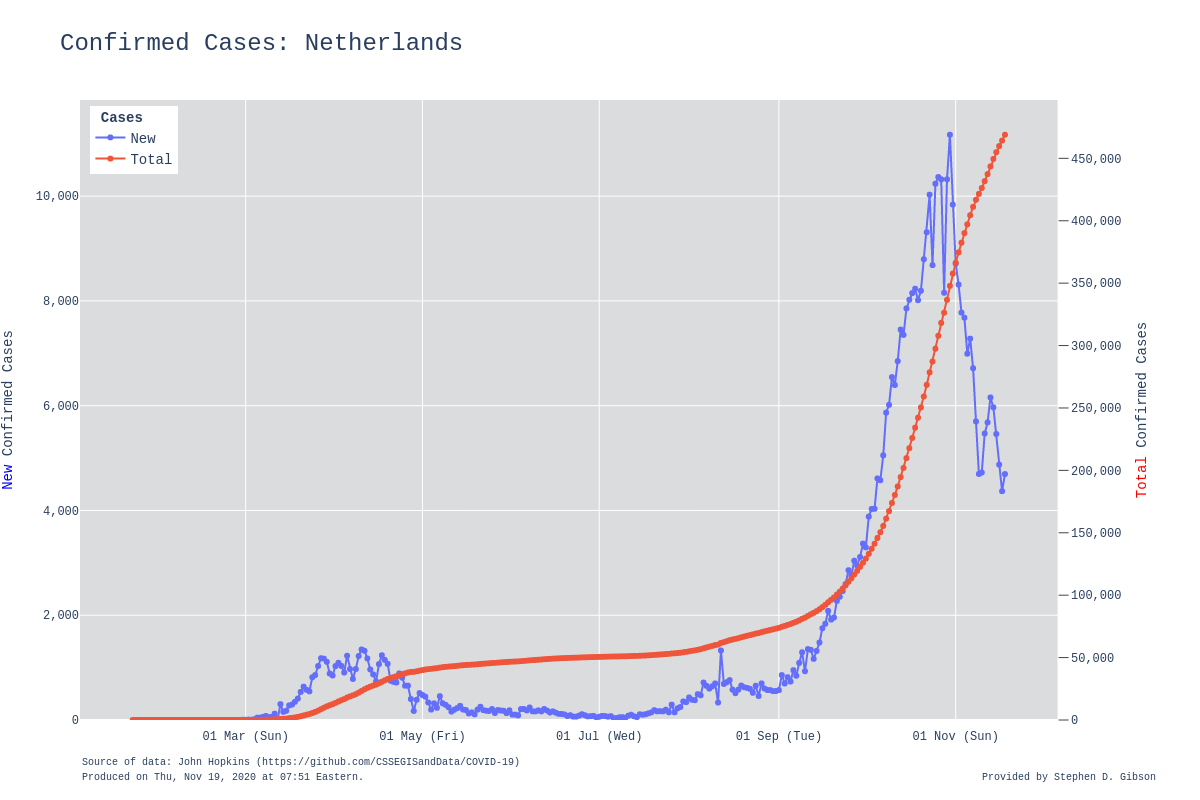 Confirmed Cases: Netherlands
Cases
New
Total
10,000
8,000
6,000
4,000
2,000
0
New Confirmed Cases
450,000
400,000
350,000
300,000
250,000
200,000
150,000
100,000
50,000
0
Total Confirmed Cases
01 Mar (Sun)
01 May (Fri)
01 Jul (Wed)
01 Sep (Tue)
01 Nov (Sun)
Source of data: John Hopkins (https://github.com/CSSEGISandData/COVID-19)
Produced on Thu, Nov 19, 2020 at 07:51 Eastern.
Provided by Stephen D. Gibson